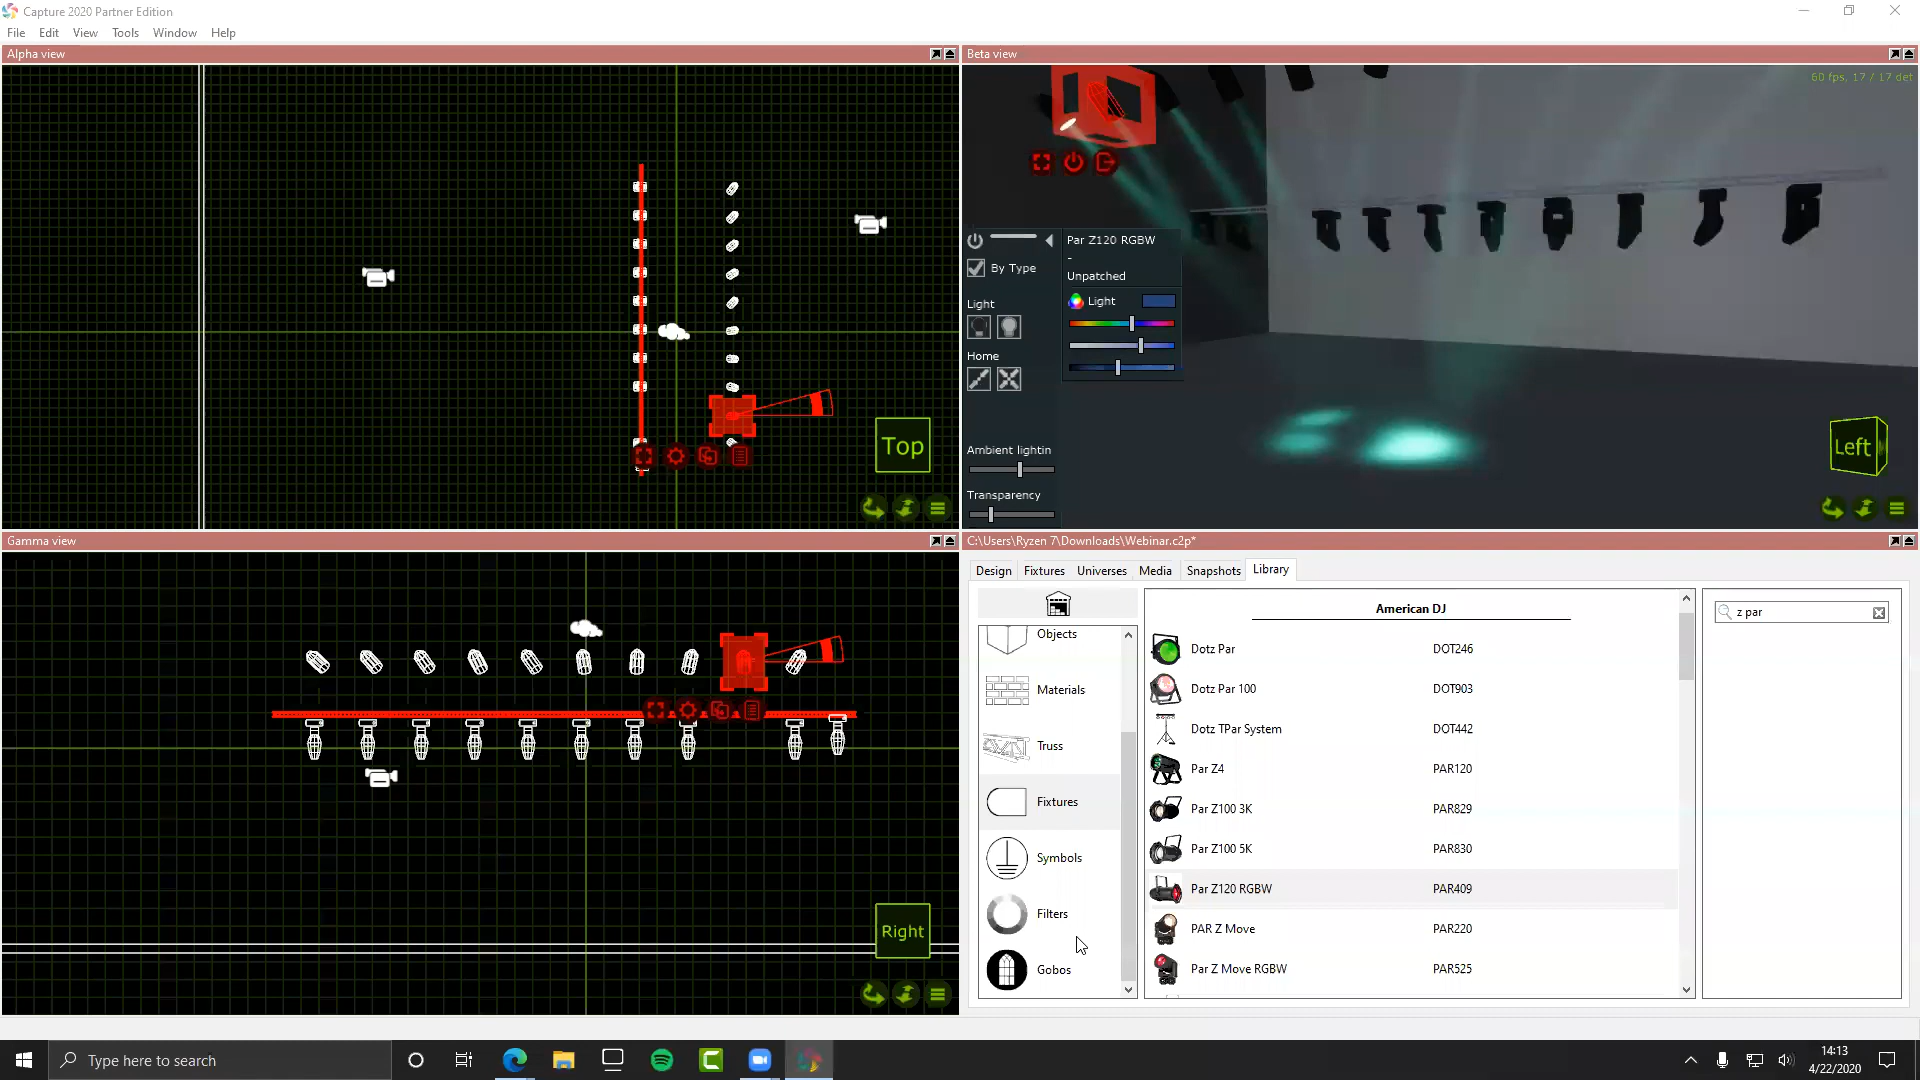 Capture 2020 Partner Edition
File Edit View Tools Window Help
Alpha view
Beta view
60 fps, 17 / 17 det
Par Z120 RGBW
-
Unpatched
By Type
Light
Light
Home
Ambient lightin
Transparency
Top
Left
Gamma view
C:\Users\Ryzen 7\Downloads\Webinar.c2p*
Design Fixtures Universes Media Snapshots Library
Objects
Materials
Truss
Fixtures
Symbols
Filters
Gobos
American DJ
Dotz Par DOT246
Dotz Par 100 DOT903
Dotz TPar System DOT442
Par Z4 PAR120
Par Z100 3K PAR829
Par Z100 5K PAR830
Par Z120 RGBW PAR409
PAR Z Move PAR220
Par Z Move RGBW PAR525
z par
Right
Type here to search
14:13
4/22/2020